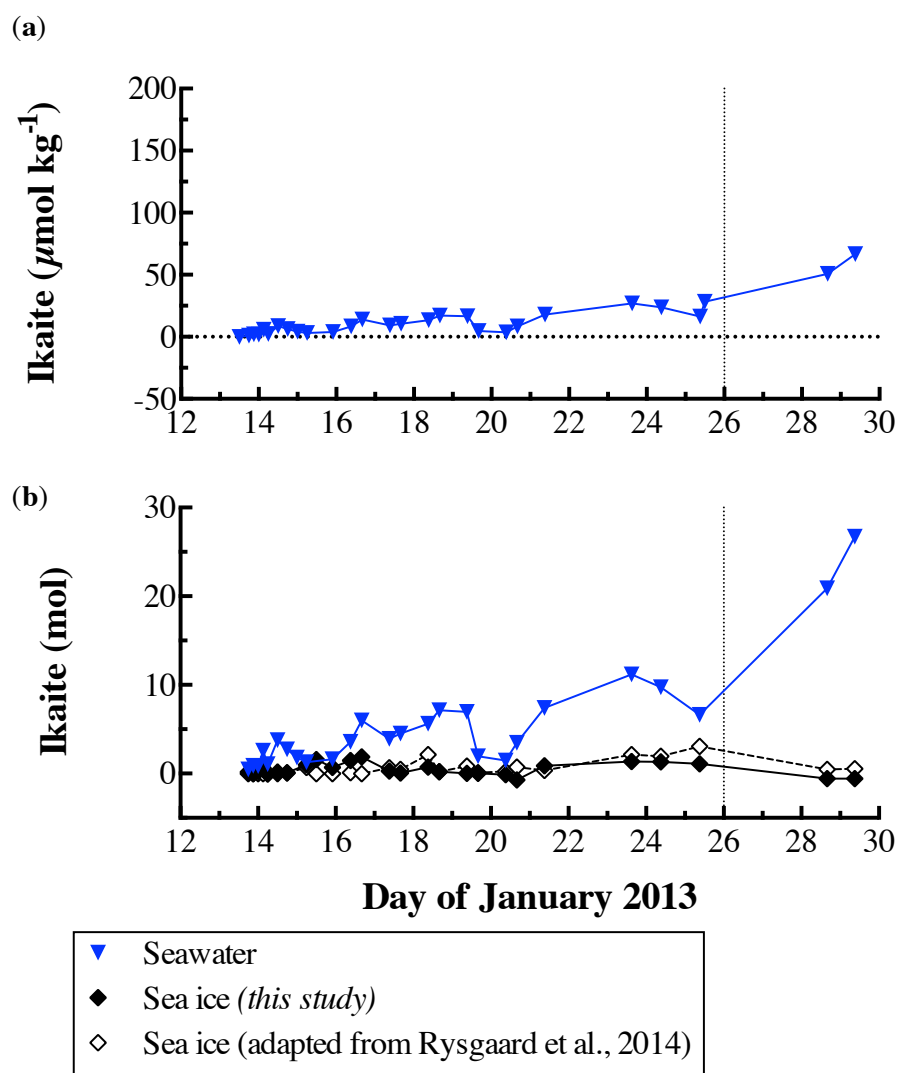 (a)
Ikaite (µmol kg-1)
200
150
100
50
0
-50
12 14 16 18 20 22 24 26 28 30
(b)
Ikaite (mol)
30
20
10
0
12 14 16 18 20 22 24 26 28 30
Day of January 2013
Seawater
Sea ice (this study)
Sea ice (adapted from Rysgaard et al., 2014)